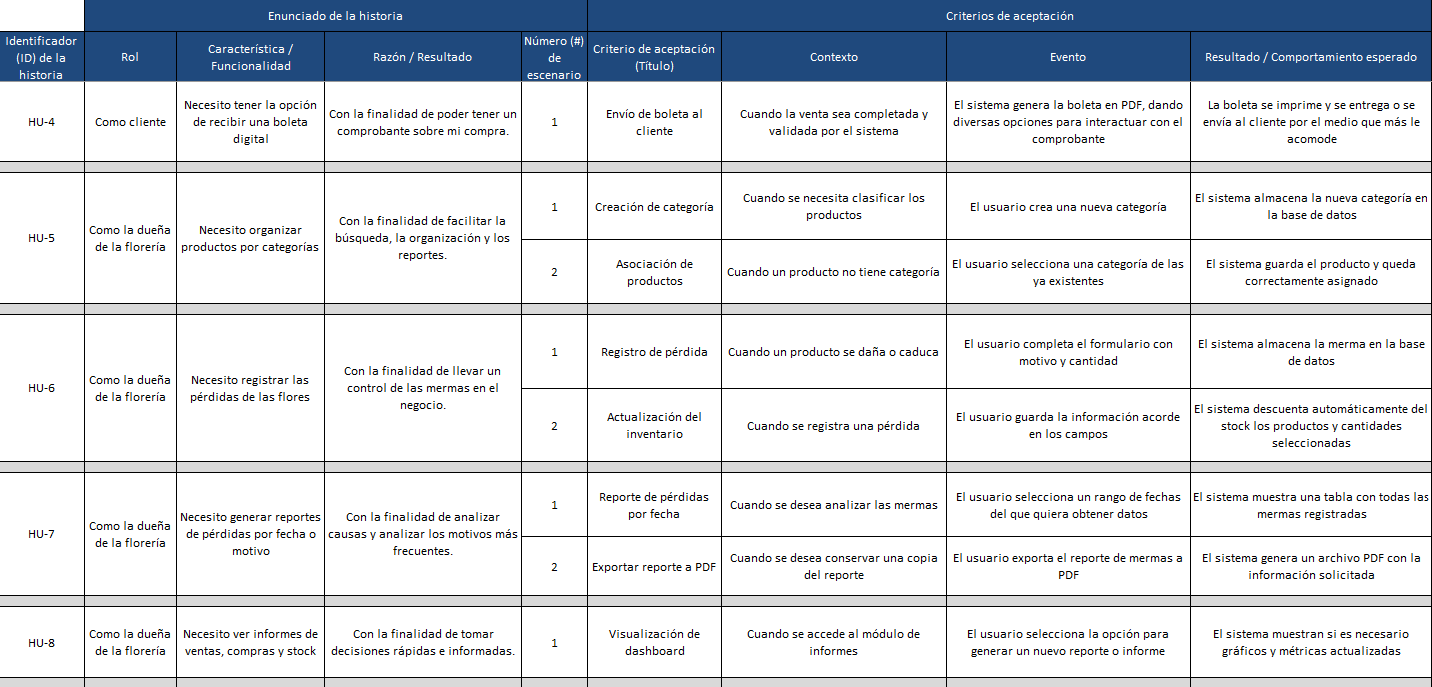 Enunciado de la historia
Criterios de aceptación
Identificador
(ID) de la
historia
Rol
Característica /
Funcionalidad
Razón / Resultado
Número (#)
de
escenario
Criterio de aceptación
(Título)
Contexto
Evento
Resultado / Comportamiento esperado
HU-4
Como cliente
Necesito tener la opción
de recibir una boleta
digital
Con la finalidad de poder tener un
comprobante sobre mi compra.
1
Envío de boleta al
cliente
Cuando la venta sea completada y
validada por el sistema
El sistema genera la boleta en PDF, dando
diversas opciones para interactuar con el
comprobante
La boleta se imprime y se entrega o se
envía al cliente por el medio que más le
acomode
HU-5
Como la dueña
de la florería
Necesito organizar
productos por categorías
Con la finalidad de facilitar la
búsqueda, la organización y los
reportes.
1
Creación de categoría
Cuando se necesita clasificar los
productos
El usuario crea una nueva categoría
El sistema almacena la nueva categoría en
la base de datos
2
Asociación de
productos
Cuando un producto no tiene categoría
El usuario selecciona una categoría de las
ya existentes
El sistema guarda el producto y queda
correctamente asignado
HU-6
Como la dueña
de la florería
Necesito registrar las
pérdidas de las flores
Con la finalidad de llevar un
control de las mermas en el
negocio.
1
Registro de pérdida
Cuando un producto se daña o caduca
El usuario completa el formulario con
motivo y cantidad
El sistema almacena la merma en la base
de datos
2
Actualización del
inventario
Cuando se registra una pérdida
El usuario guarda la información acorde
en los campos
El sistema descuenta automáticamente del
stock los productos y cantidades
seleccionadas
HU-7
Como la dueña
de la florería
Necesito generar reportes
de pérdidas por fecha o
motivo
Con la finalidad de analizar
causas y analizar los motivos más
frecuentes.
1
Reporte de pérdidas
por fecha
Cuando se desea analizar las mermas
El usuario selecciona un rango de fechas
del que quiera obtener datos
El sistema muestra una tabla con todas las
mermas registradas
2
Exportar reporte a PDF
Cuando se desea conservar una copia
del reporte
El usuario exporta el reporte de mermas a
PDF
El sistema genera un archivo PDF con la
información solicitada
HU-8
Como la dueña
de la florería
Necesito ver informes de
ventas, compras y stock
Con la finalidad de tomar
decisiones rápidas e informadas.
1
Visualización de
dashboard
Cuando se accede al módulo de
informes
El usuario selecciona la opción para
generar un nuevo reporte o informe
El sistema muestran si es necesario
gráficos y métricas actualizadas